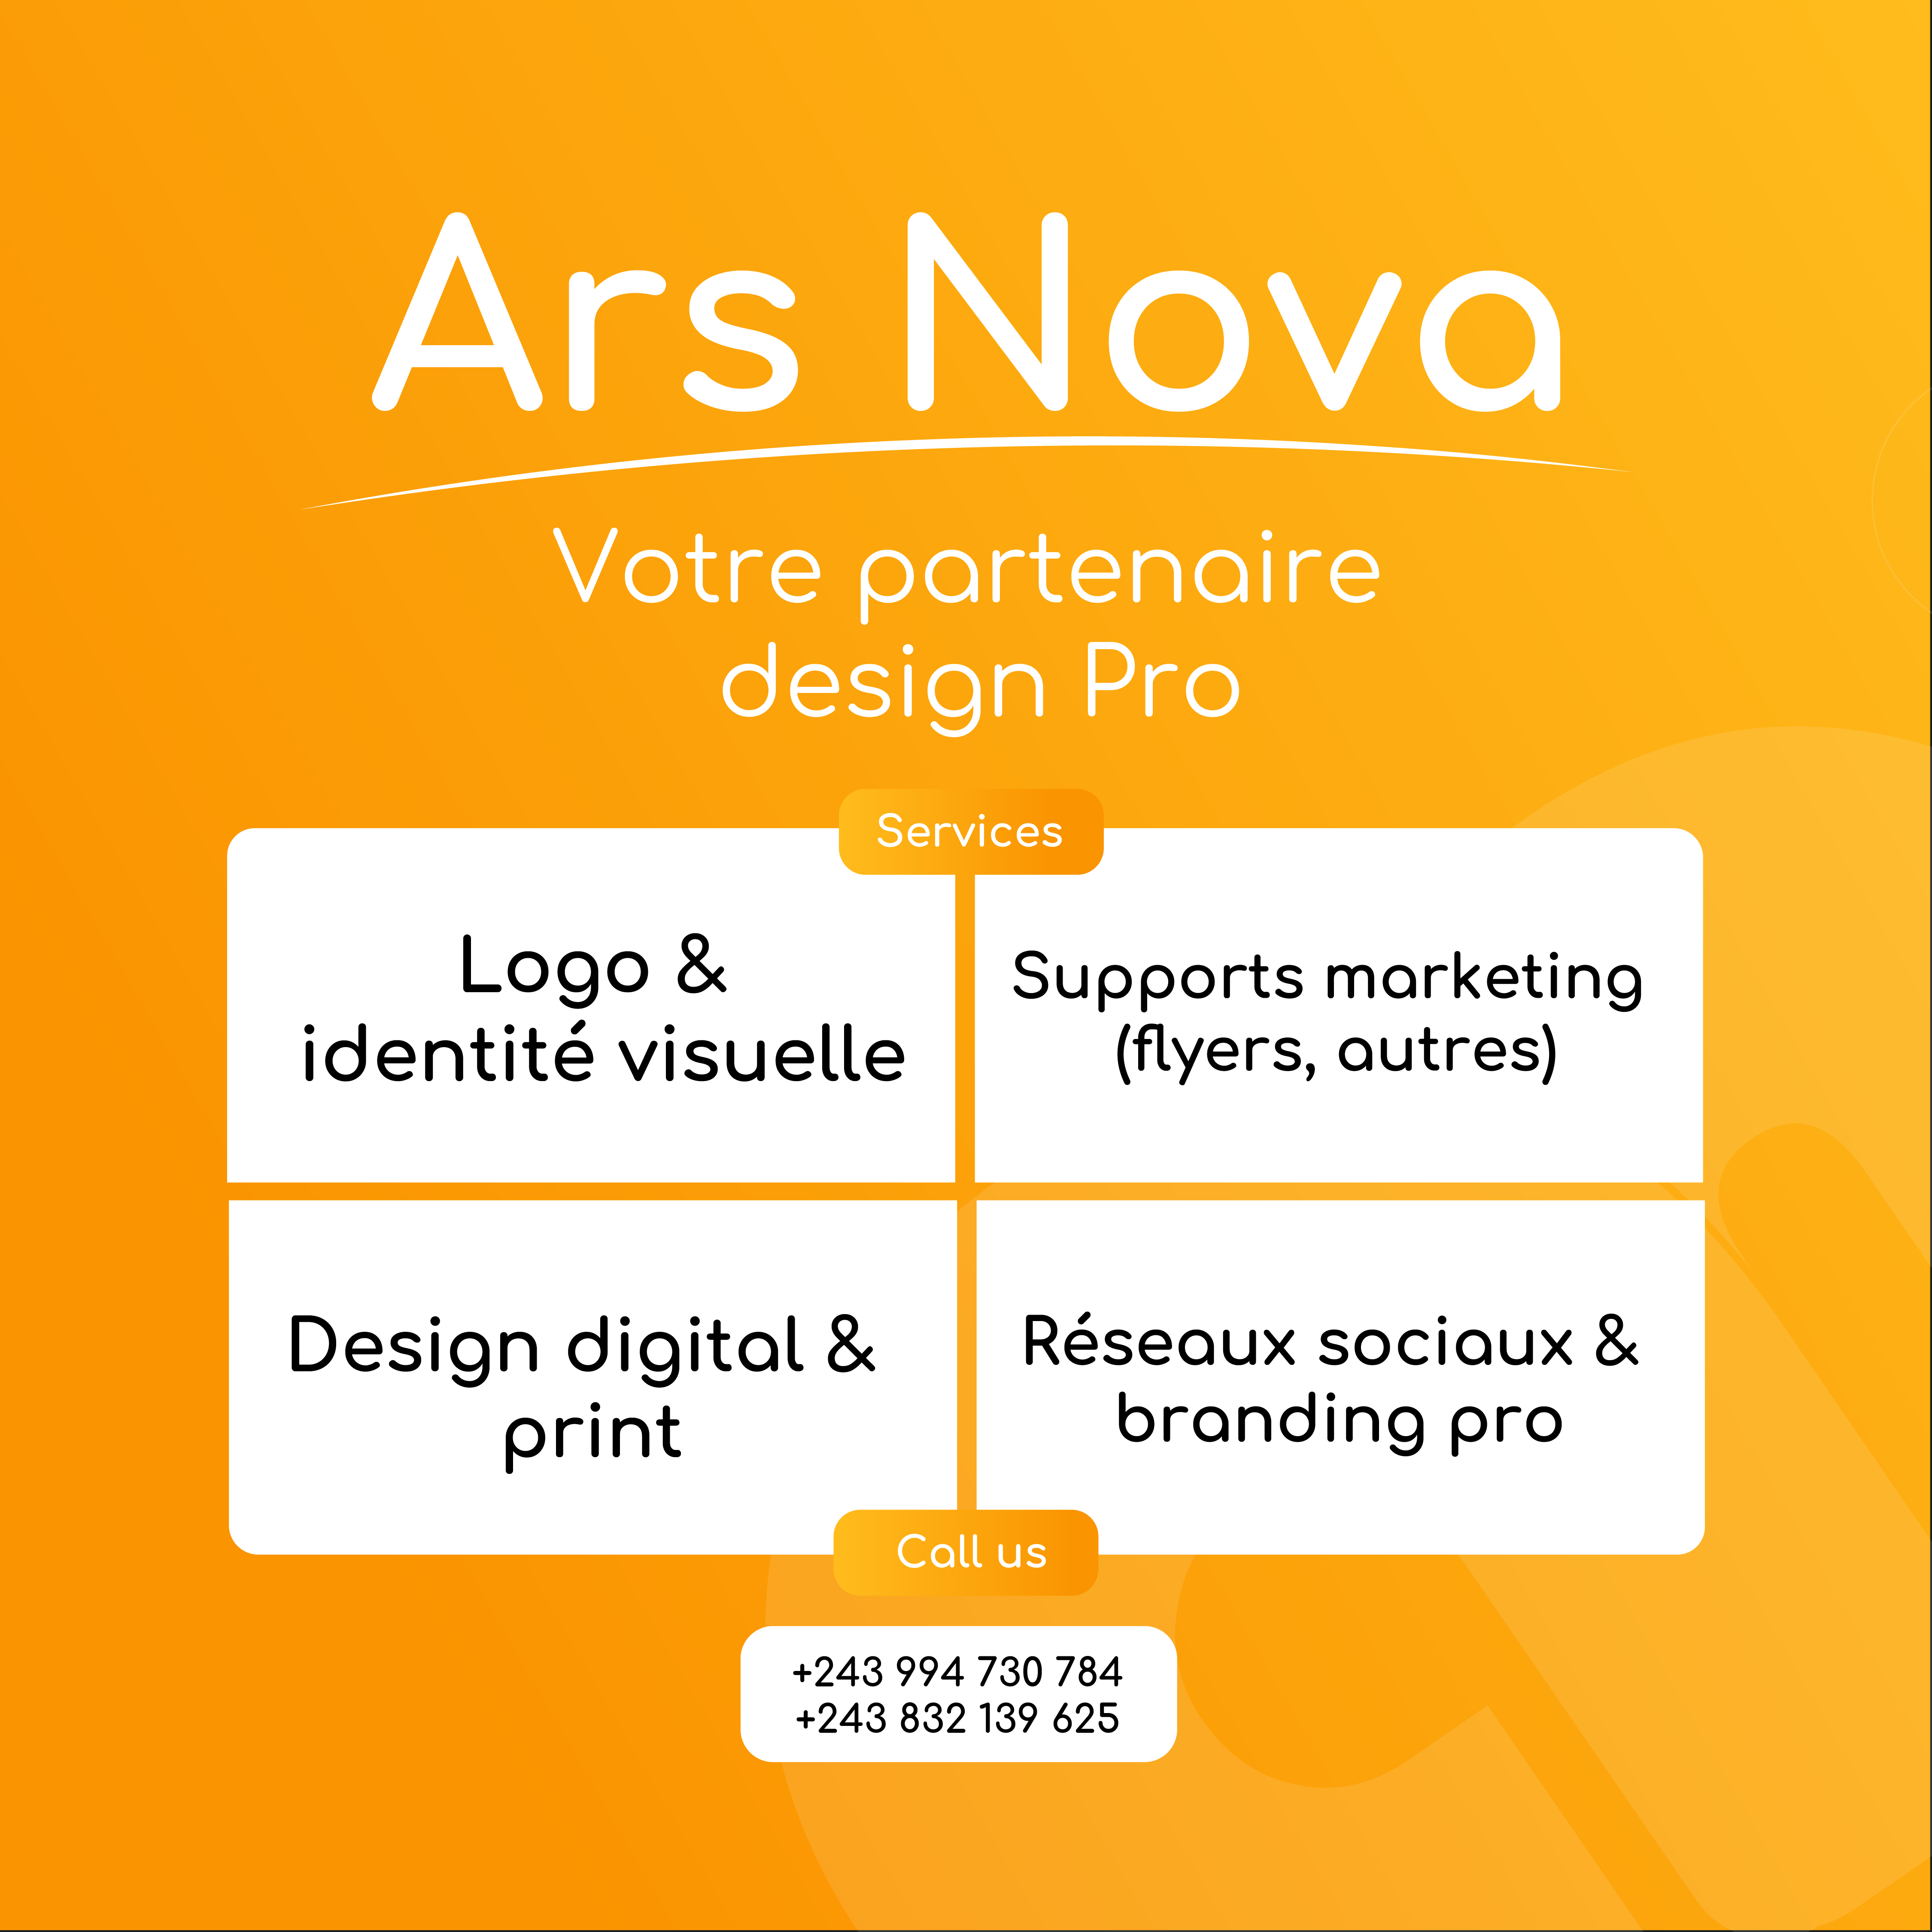 Ars Nova
Votre partenaire
design Pro
Services
Logo &
identité visuelle
Supports marketing
(flyers, autres)
Design digital &
print
Réseaux sociaux &
branding pro
Call us
+243 994 730 784
+243 832 139 625